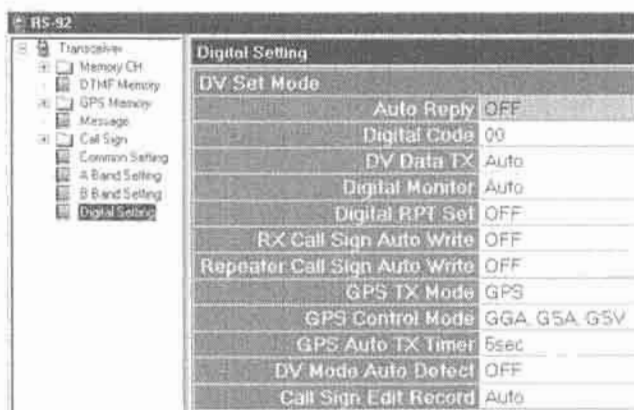 RS-92
Transceiver
Memory CH
DTMF Memory
GPS Memory
Message
Call Sign
Common Setting
A Band Setting
B Band Setting
Digital Setting
Digital Setting
DV Set Mode
Auto Reply OFF
Digital Code 00
DV Data TX Auto
Digital Monitor Auto
Digital RPT Set OFF
RX Call Sign Auto Write OFF
Repeater Call Sign Auto Write OFF
GPS TX Mode GPS
GPS Control Mode GGA, GSA, GSV
GPS Auto TX Timer 5sec
DV Mode Auto Detect OFF
Call Sign Edit Record Auto